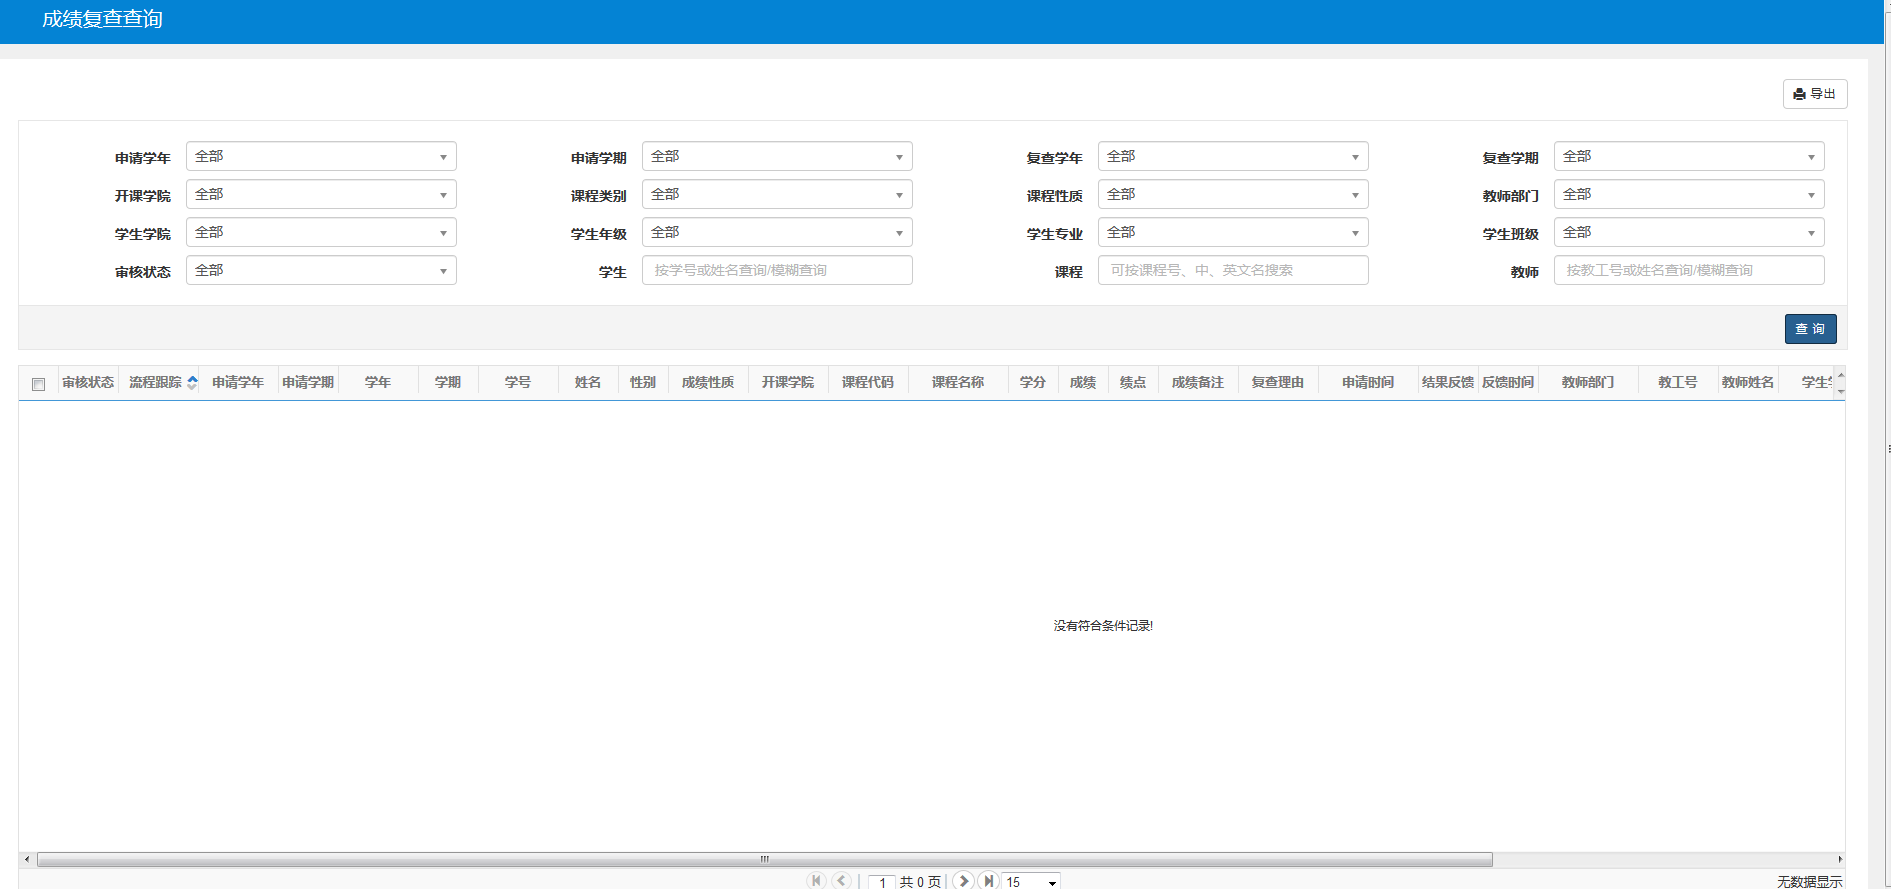 成绩复查查询
导出
申请学年 全部 申请学期 全部 复查学年 全部 复查学期 全部
开课学院 全部 课程类别 全部 课程性质 全部 教师部门 全部
学生学院 全部 学生年级 全部 学生专业 全部 学生班级 全部
审核状态 全部 学生 按学号或姓名查询/模糊查询 课程 可按课程号、中、英文名搜索 教师 按教工号或姓名查询/模糊查询
查 询
审核状态 流程跟踪 申请学年 申请学期 学年 学期 学号 姓名 性别 成绩性质 开课学院 课程代码 课程名称 学分 成绩 绩点 成绩备注 复查理由 申请时间 结果反馈 反馈时间 教师部门 教工号 教师姓名 学生
没有符合条件记录!
1 共 0 页 15 无数据显示